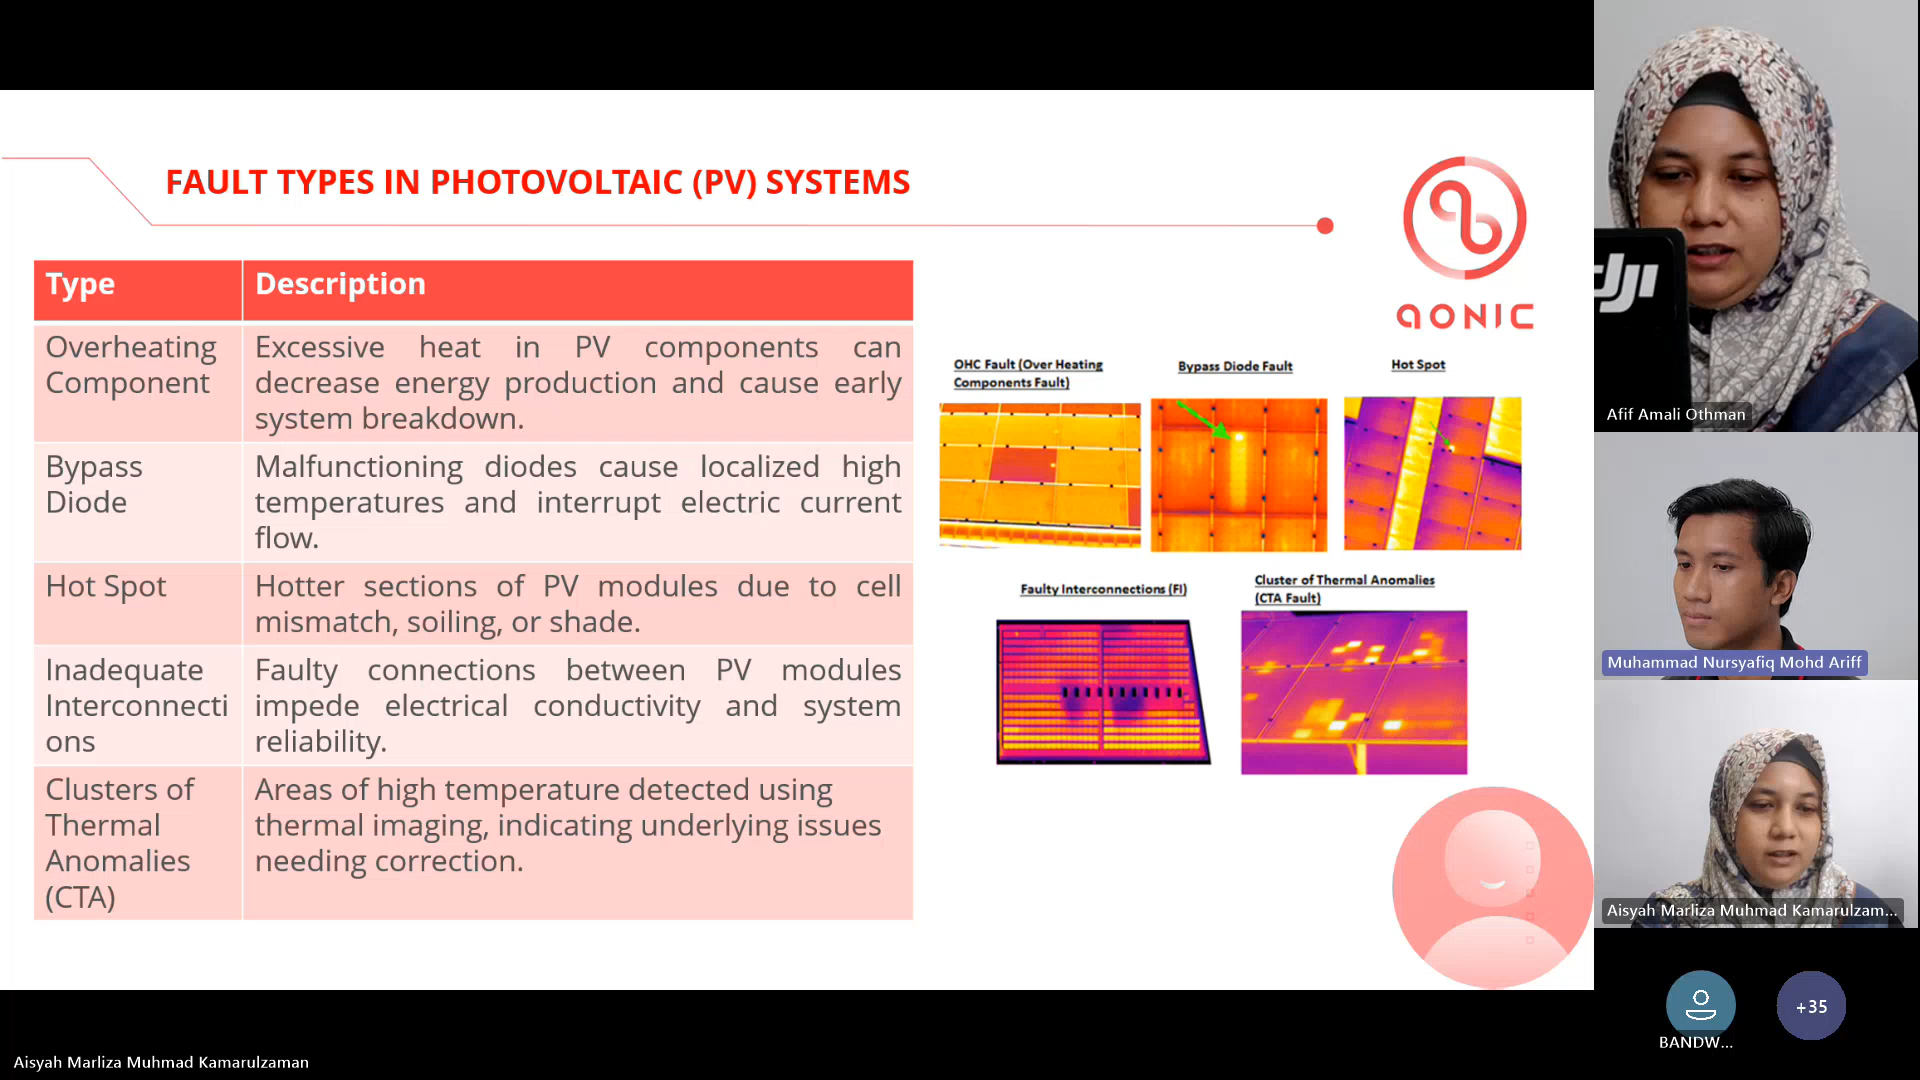 FAULT TYPES IN PHOTOVOLTAIC (PV) SYSTEMS
aONIC
Type
Description
Overheating
Component
Excessive heat in PV components can
decrease energy production and cause early
system breakdown.
Bypass
Diode
Malfunctioning diodes cause localized high
temperatures and interrupt electric current
flow.
Hot Spot
Hotter sections of PV modules due to cell
mismatch, soiling, or shade.
Inadequate
Interconnecti
ons
Faulty connections between PV modules
impede electrical conductivity and system
reliability.
Clusters of
Thermal
Anomalies
(CTA)
Areas of high temperature detected using
thermal imaging, indicating underlying issues
needing correction.
OHC Fault (Over Heating
Components Fault)
Bypass Diode Fault
Hot Spot
Faulty Interconnections (FI)
Cluster of Thermal Anomalies
(CTA Fault)
dji
Afif Amali Othman
Muhammad Nursyafiq Mohd Ariff
Aisyah Marliza Muhmad Kamarulzam...
BANDW...
+35
Aisyah Marliza Muhmad Kamarulzaman